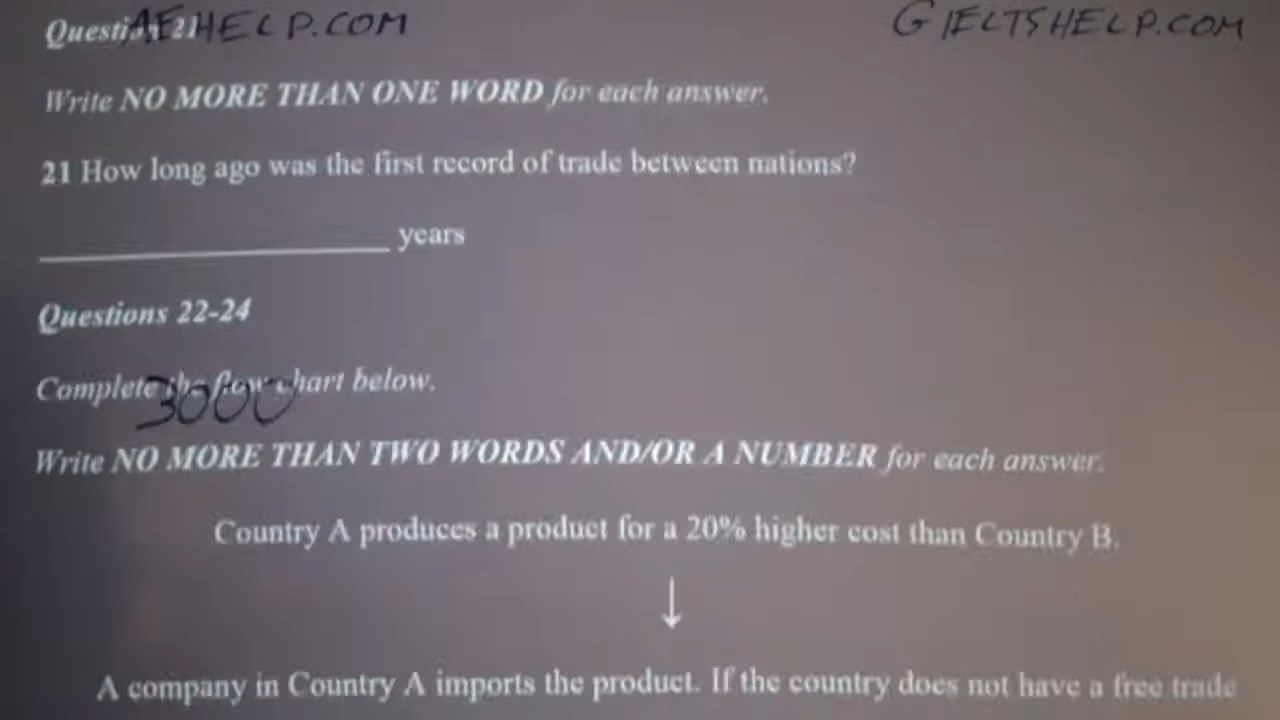 Question 21 AEHELP.COM GIELTSHELP.COM
Write NO MORE THAN ONE WORD for each answer.
21 How long ago was the first record of trade between nations?
____________________ years
Questions 22-24
Complete the flow chart below.
3000
Write NO MORE THAN TWO WORDS AND/OR A NUMBER for each answer.
Country A produces a product for a 20% higher cost than Country B.
↓
A company in Country A imports the product. If the country does not have a free trade